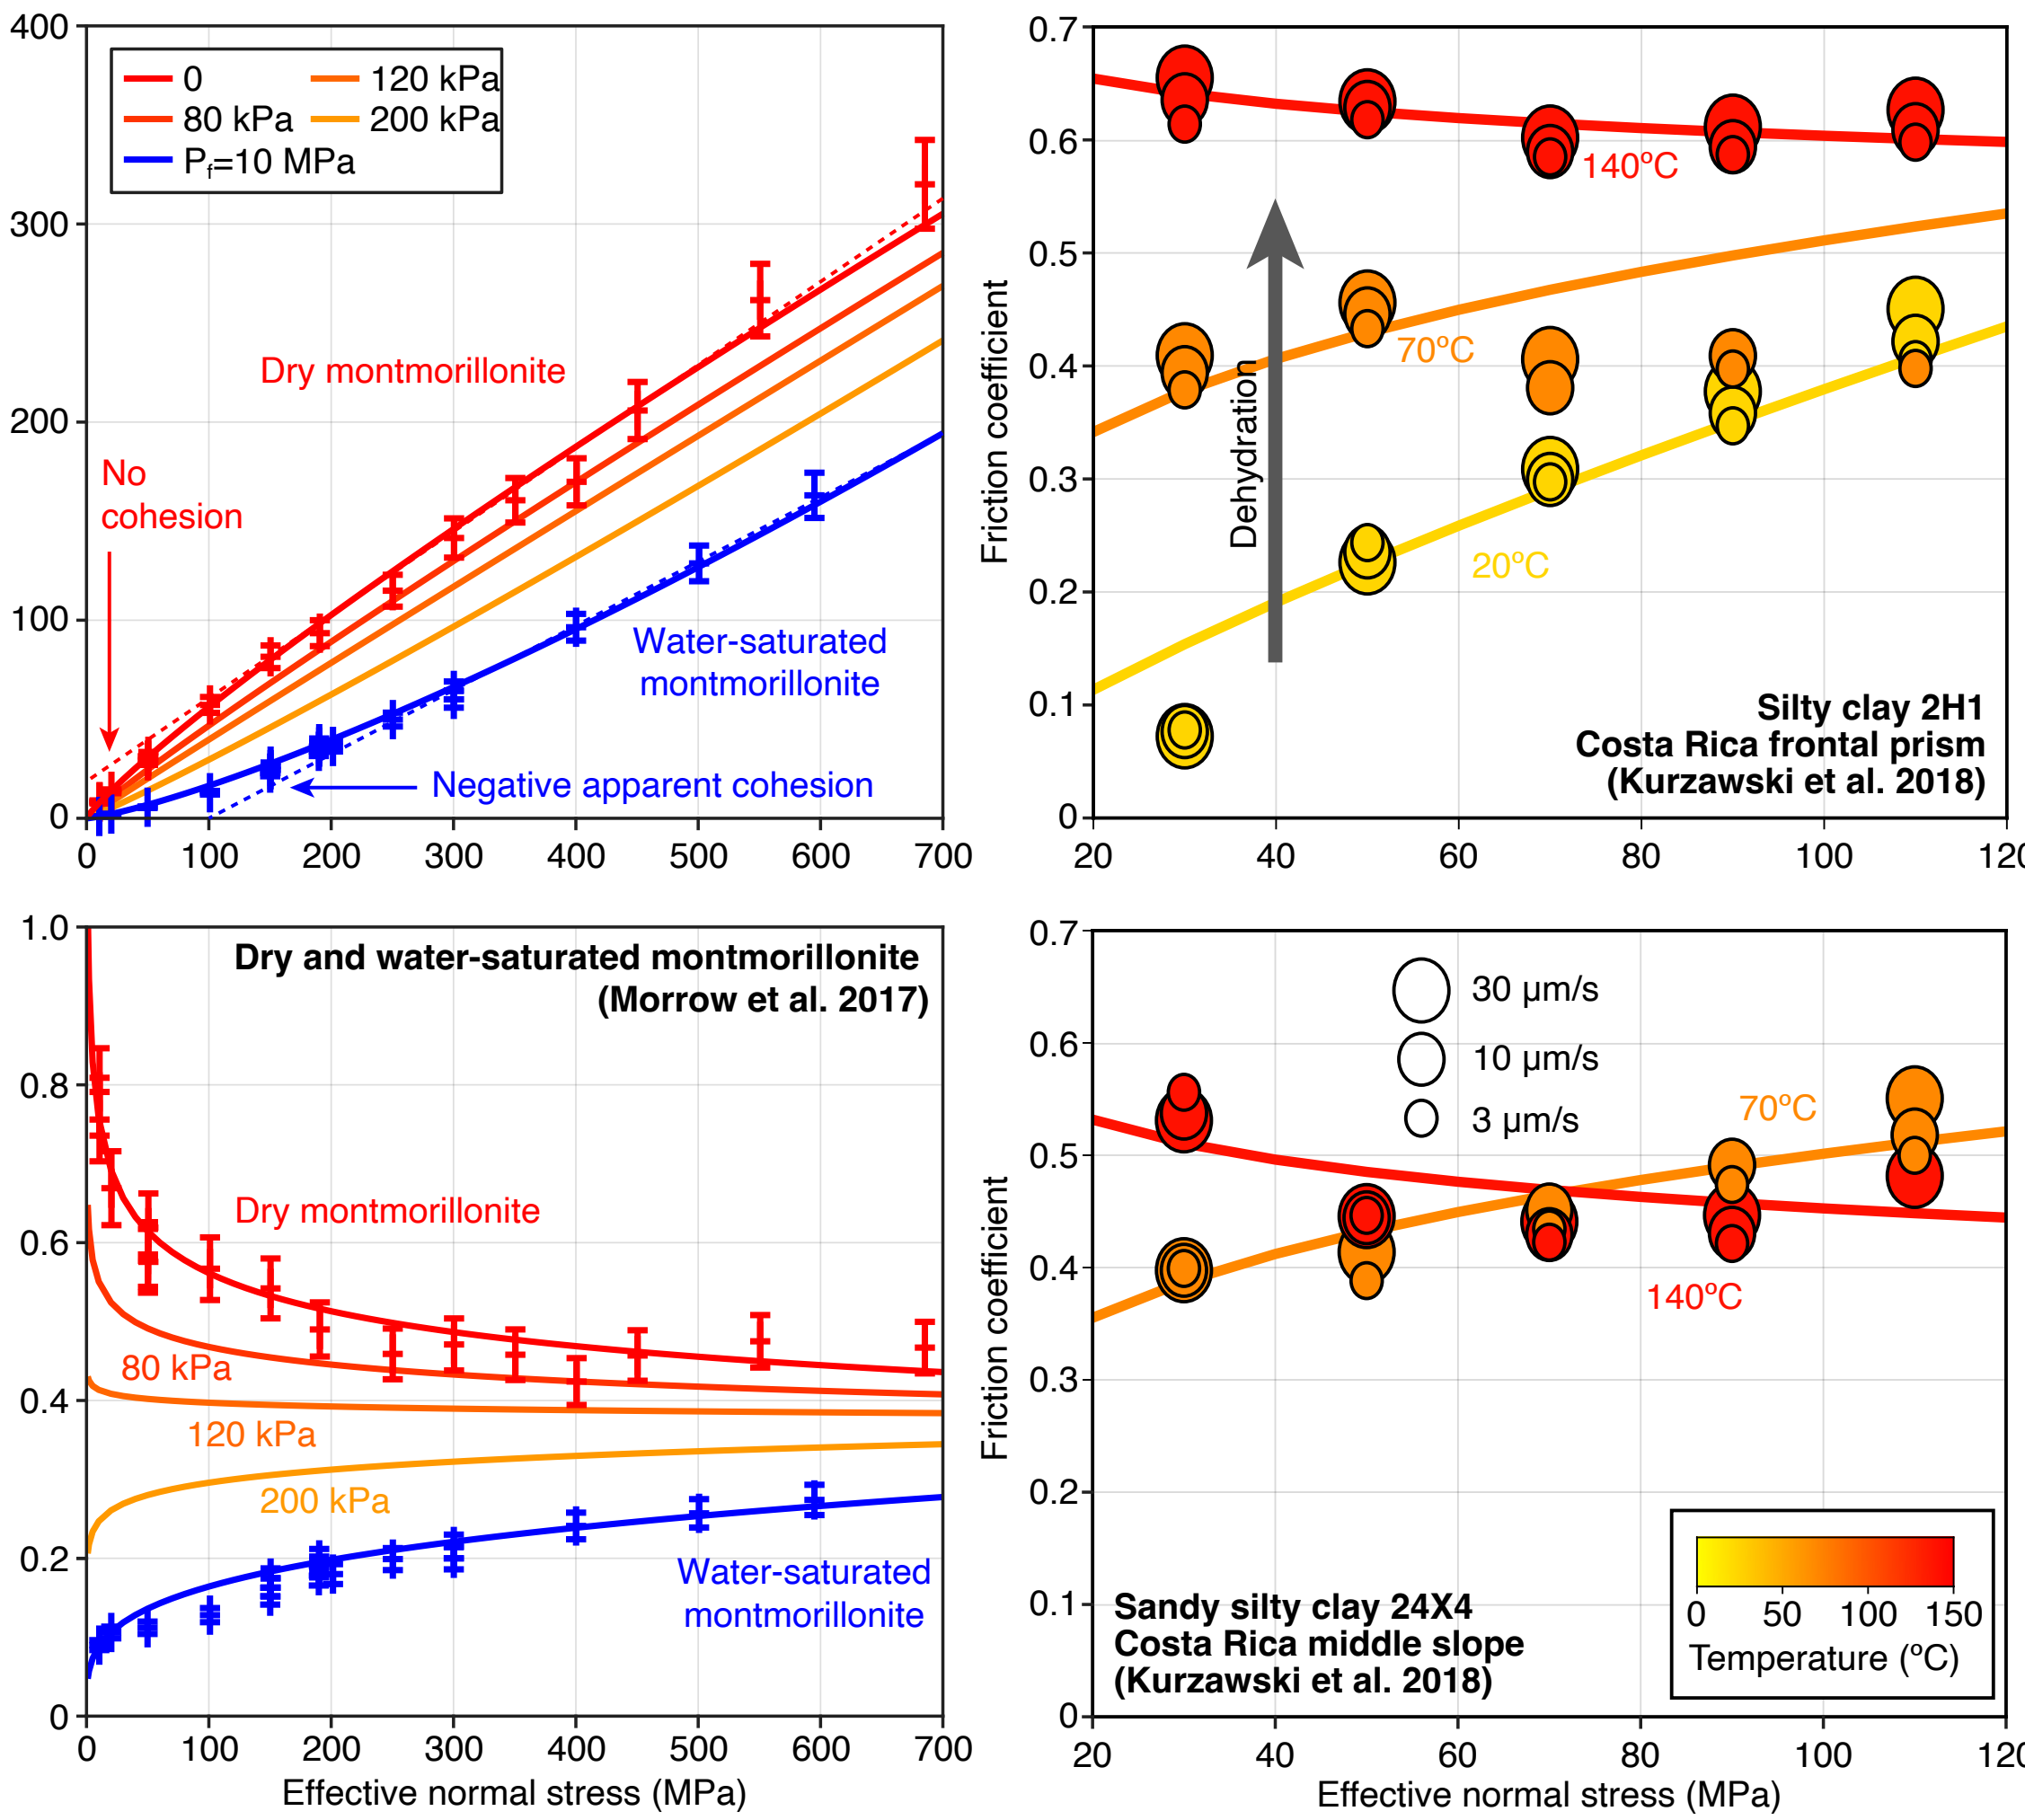 400
300
200
100
0
0 100 200 300 400 500 600 700
0 120 kPa
80 kPa 200 kPa
Pf=10 MPa
Dry montmorillonite
No
cohesion
Water-saturated
montmorillonite
Negative apparent cohesion
0.7
0.6
0.5
0.4
0.3
0.2
0.1
0
20 40 60 80 100
Friction coefficient
Dehydration
140ºC
70ºC
20ºC
Silty clay 2H1
Costa Rica frontal prism
(Kurzawski et al. 2018)
1.0
0.8
0.6
0.4
0.2
0
0 100 200 300 400 500 600 700
Effective normal stress (MPa)
Dry and water-saturated montmorillonite
(Morrow et al. 2017)
Dry montmorillonite
80 kPa
120 kPa
200 kPa
Water-saturated
montmorillonite
0.7
0.6
0.5
0.4
0.3
0.2
0.1
0
20 40 60 80 100
Friction coefficient
Effective normal stress (MPa)
30 µm/s
10 µm/s
3 µm/s
70ºC
140ºC
Sandy silty clay 24X4
Costa Rica middle slope
(Kurzawski et al. 2018)
0 50 100 150
Temperature (ºC)